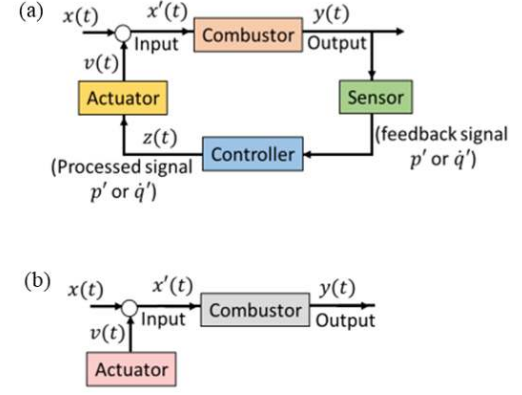 (a)
x(t)
x′(t)
y(t)
Input
Combustor
Output
v(t)
Actuator
Sensor
z(t)
(Processed signal
p′ or q̇′)
Controller
(feedback signal
p′ or q̇′)
(b)
x(t)
x′(t)
y(t)
Input
Combustor
Output
v(t)
Actuator